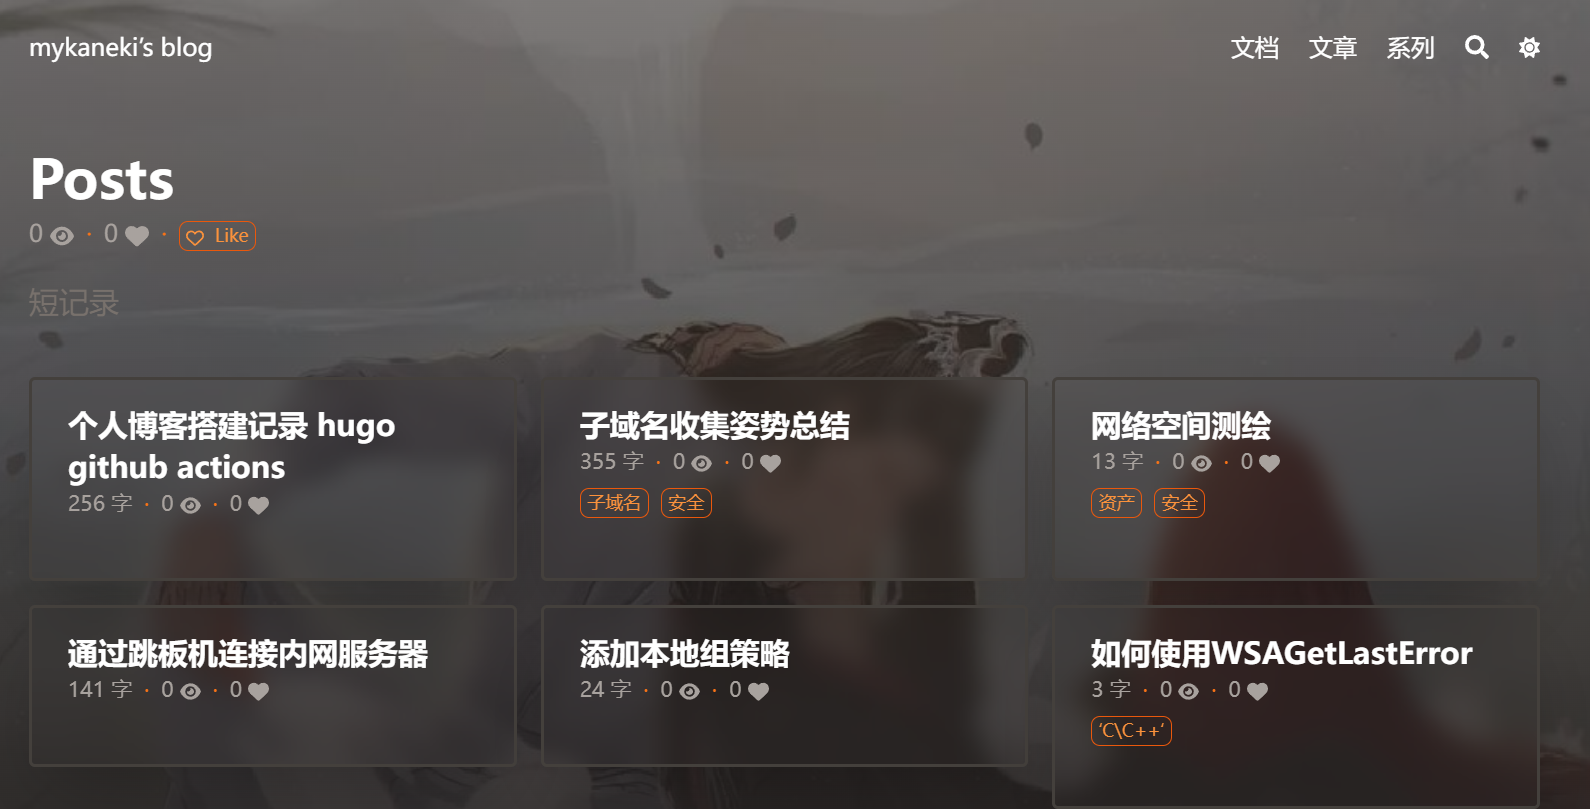 mykaneki’s blog
文档 文章 系列
Posts
0 · 0 · Like
短记录
个人博客搭建记录 hugo
github actions
256 字 · 0 · 0
子域名收集姿势总结
355 字 · 0 · 0
子域名 安全
网络空间测绘
13 字 · 0 · 0
资产 安全
通过跳板机连接内网服务器
141 字 · 0 · 0
添加本地组策略
24 字 · 0 · 0
如何使用WSAGetLastError
3 字 · 0 · 0
‘C\C++‘